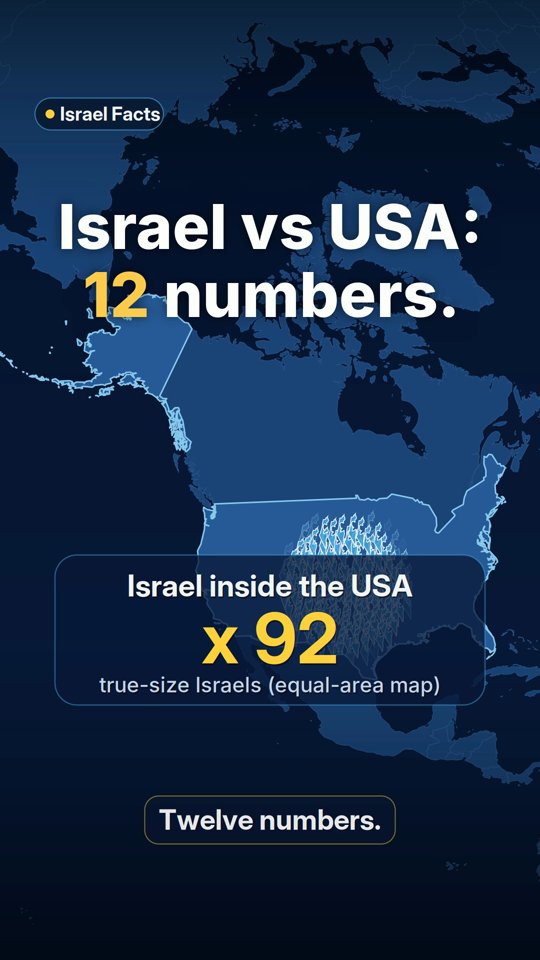 Israel Facts
Israel vs USA:
12 numbers.
Israel inside the USA
x 92
true-size Israels (equal-area map)
Twelve numbers.